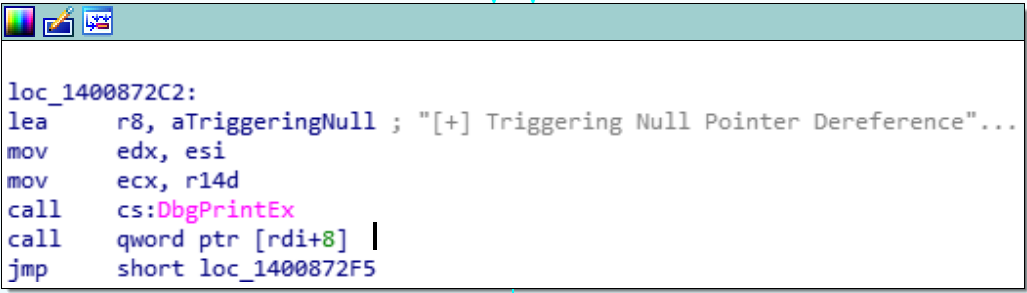 loc_1400872C2:
lea r8, aTriggeringNull ; "[+] Triggering Null Pointer Dereference"...
mov edx, esi
mov ecx, r14d
call cs:DbgPrintEx
call qword ptr [rdi+8]
jmp short loc_1400872F5